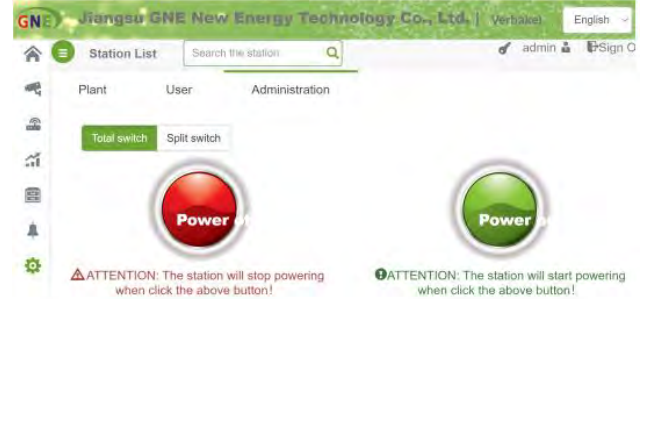 GNE Jiangsu GNE New Energy Technology Co., Ltd. | Verbakel English
Station List Search the station admin Sign O
Plant User Administration
Total switch Split switch
Power of Power
ATTENTION: The station will stop powering
when click the above button!
ATTENTION: The station will start powering
when click the above button!